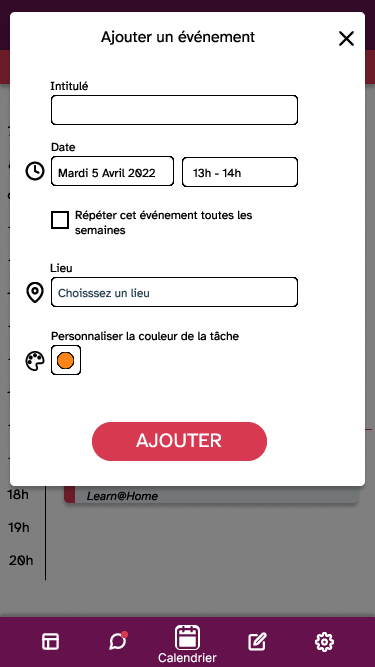 Ajouter un événement
Intitulé
Date
Mardi 5 Avril 2022
13h - 14h
Répéter cet événement toutes les
semaines
Lieu
Choisssez un lieu
Personnaliser la couleur de la tâche
AJOUTER
18h
Learn@Home
19h
20h
Calendrier